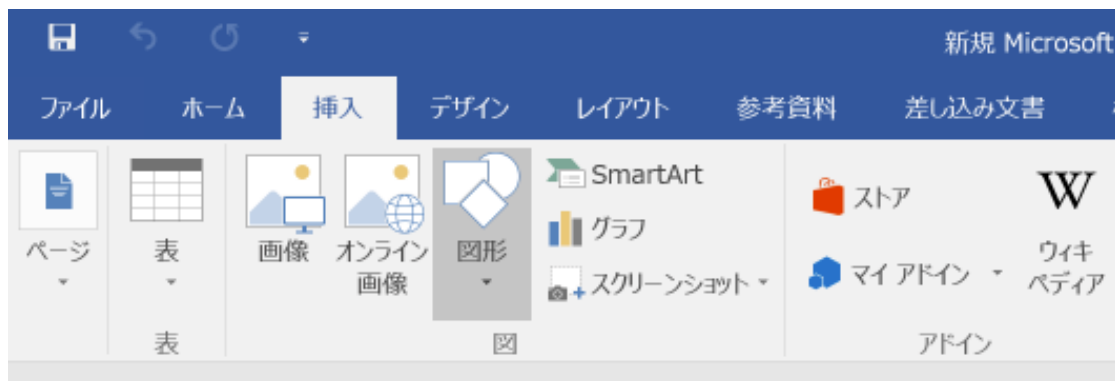 新規 Microsoft
ファイル ホーム 挿入 デザイン レイアウト 参考資料 差し込み文書
ページ
表
画像
オンライン
画像
図形
SmartArt
グラフ
スクリーンショット
ストア
マイ アドイン
W
ウィキ
ペディア
表
図
アドイン